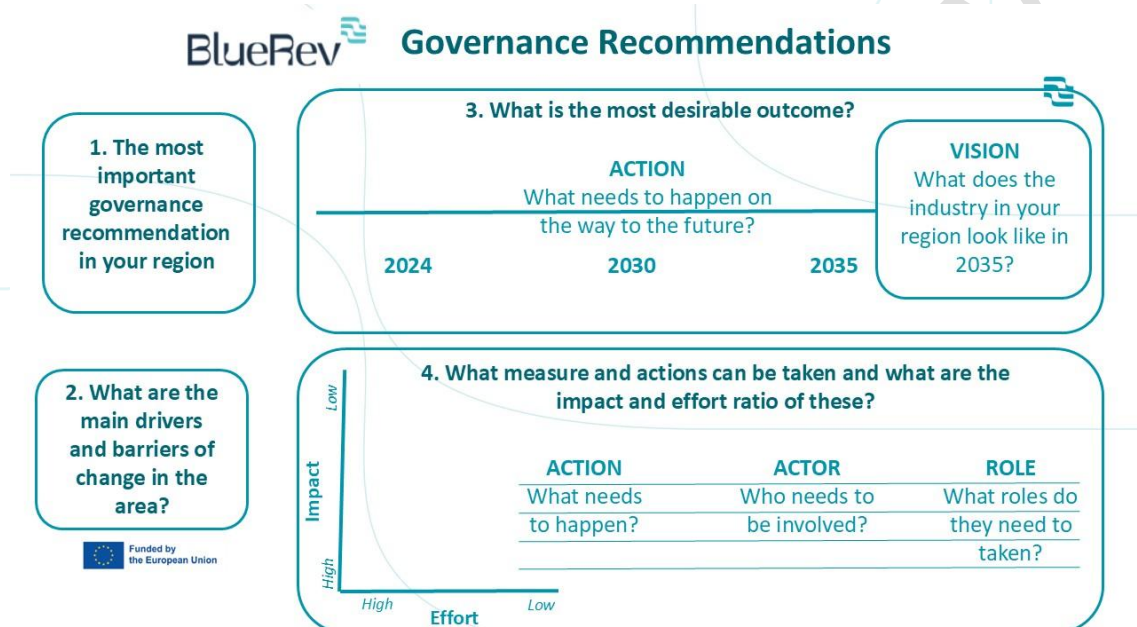 BlueRev
Governance Recommendations
1. The most
important
governance
recommendation
in your region
3. What is the most desirable outcome?
ACTION
What needs to happen on
the way to the future?
2024
2030
2035
VISION
What does the
industry in your
region look like in
2035?
2. What are the
main drivers
and barriers of
change in the
area?
Funded by
the European Union
4. What measure and actions can be taken and what are the
impact and effort ratio of these?
Low
Impact
High
High
Effort
Low
ACTION
What needs
to happen?
ACTOR
Who needs to
be involved?
ROLE
What roles do
they need to
taken?